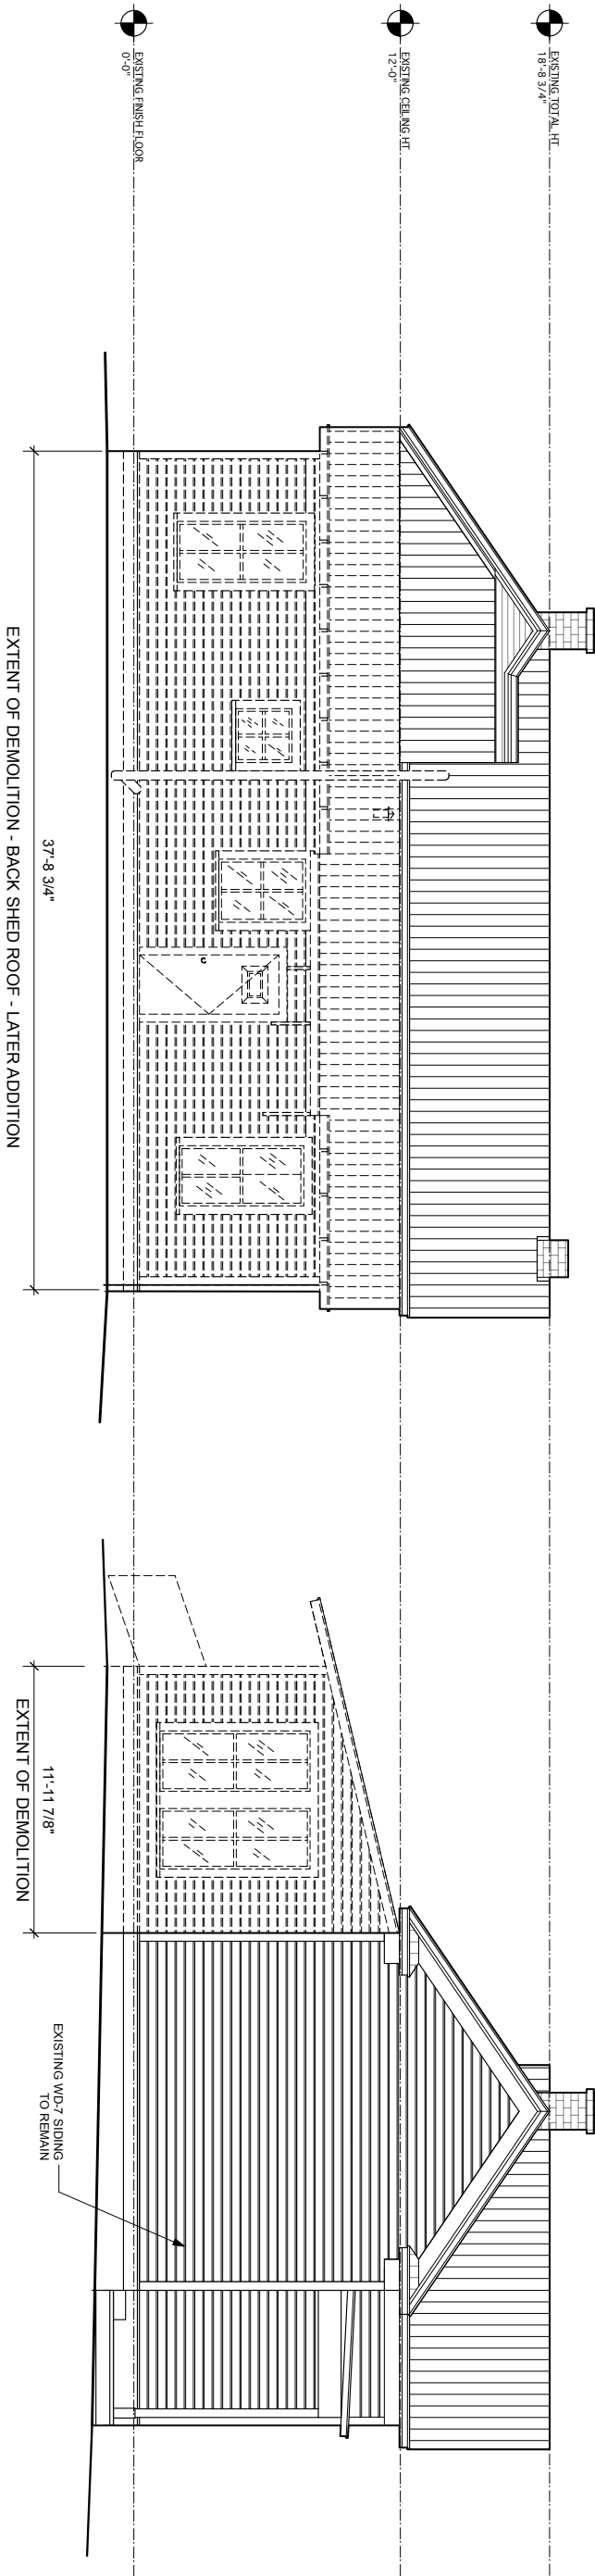 EXISTING TOTAL HT
18'-8 3/4"
EXISTING CEILING HT
12'-0"
EXISTING FINISH FLOOR
0'-0"
37'-8 3/4"
EXTENT OF DEMOLITION - BACK SHED ROOF - LATER ADDITION
11'-11 7/8"
EXTENT OF DEMOLITION
EXISTING WD-7 SIDING
TO REMAIN